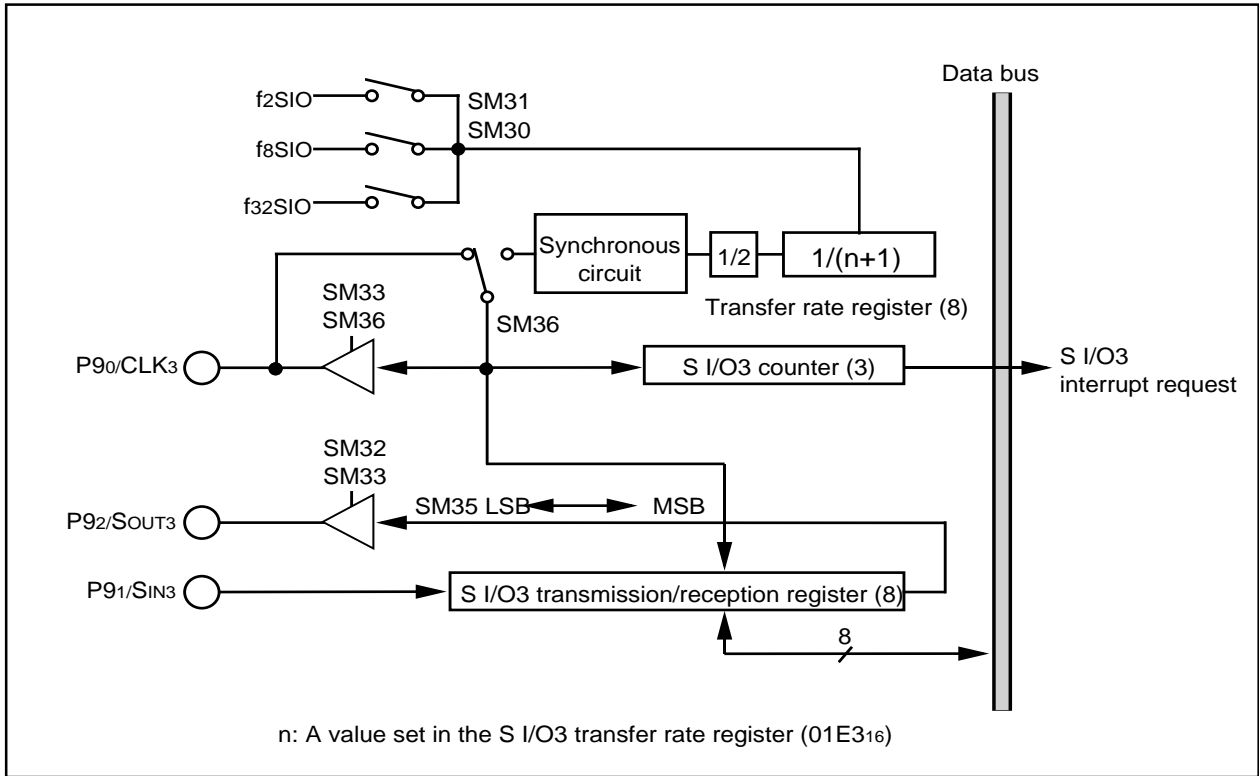 Data bus
f2SIO
SM31
SM30
f8SIO
f32SIO
Synchronous
circuit
1/2
1/(n+1)
Transfer rate register (8)
SM33
SM36
SM36
P90/CLK3
S I/O3 counter (3)
S I/O3
interrupt request
SM32
SM33
SM35 LSB
MSB
P92/SOUT3
P91/SIN3
S I/O3 transmission/reception register (8)
8
n: A value set in the S I/O3 transfer rate register (01E316)